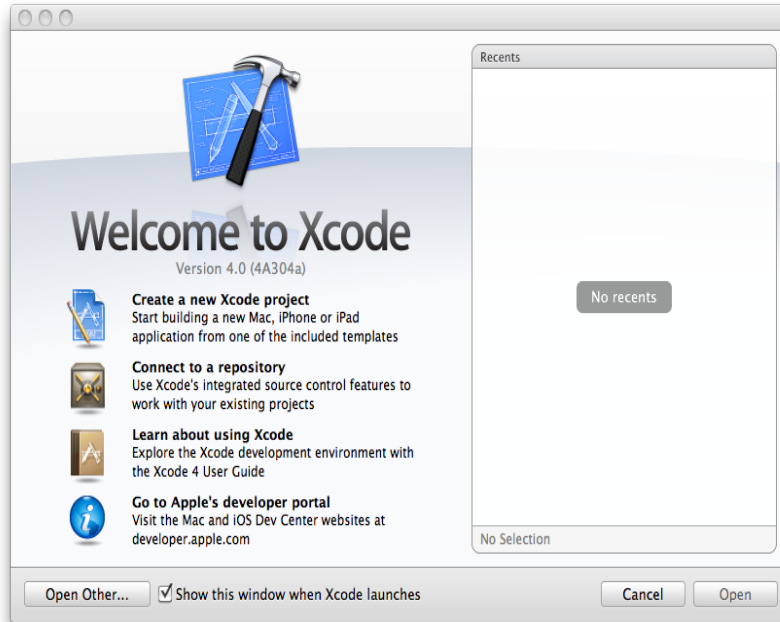 Recents
Welcome to Xcode
Version 4.0 (4A304a)
Create a new Xcode project
Start building a new Mac, iPhone or iPad
application from one of the included templates
Connect to a repository
Use Xcode's integrated source control features to
work with your existing projects
Learn about using Xcode
Explore the Xcode development environment with
the Xcode 4 User Guide
Go to Apple's developer portal
Visit the Mac and iOS Dev Center websites at
developer.apple.com
No recents
No Selection
Open Other...
Show this window when Xcode launches
Cancel
Open